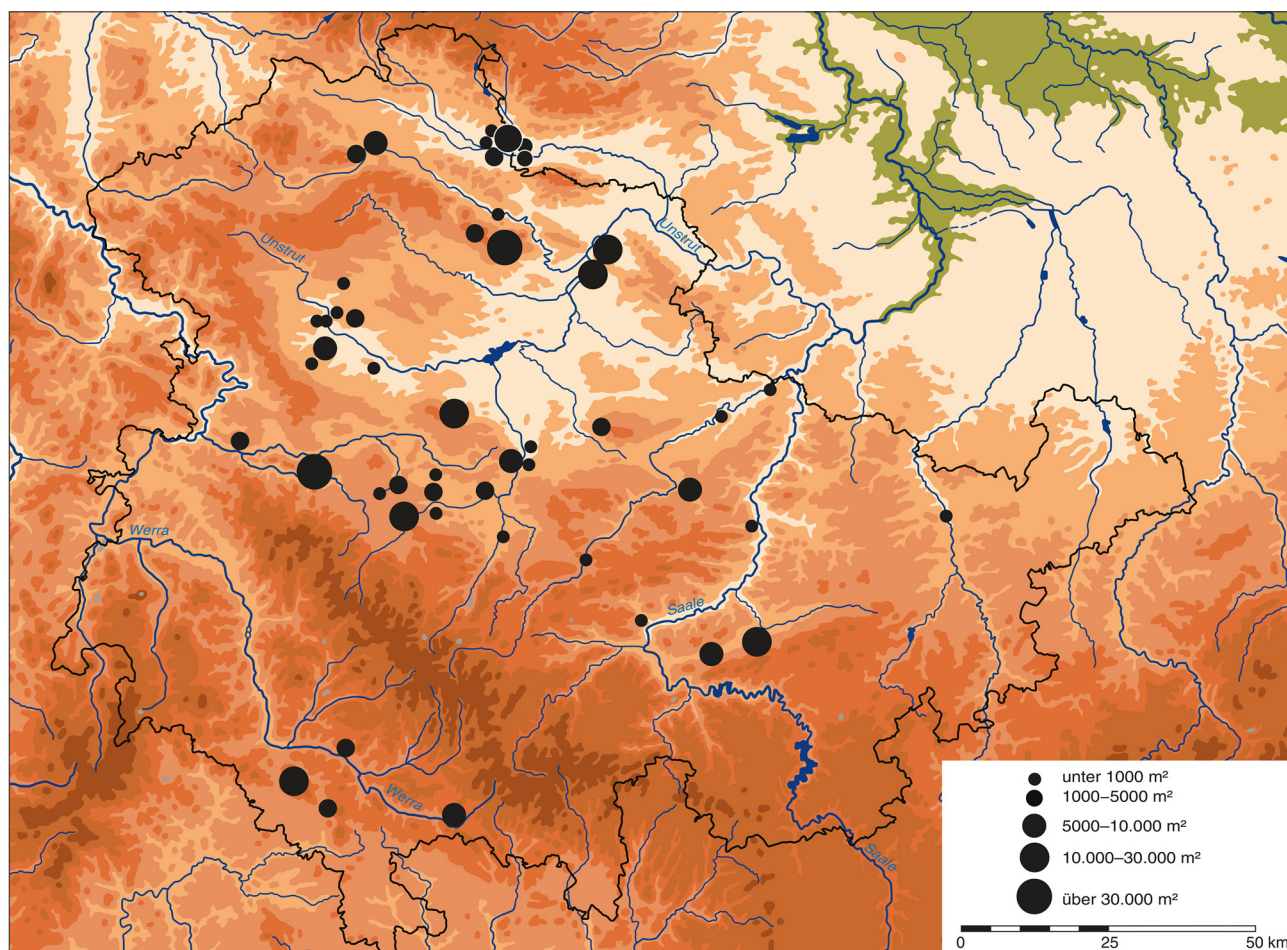 Unstrut
Unstrut
Werra
Saale
Werra
Saale
unter 1000 m²
1000–5000 m²
5000–10.000 m²
10.000–30.000 m²
über 30.000 m²
0 25 50 km